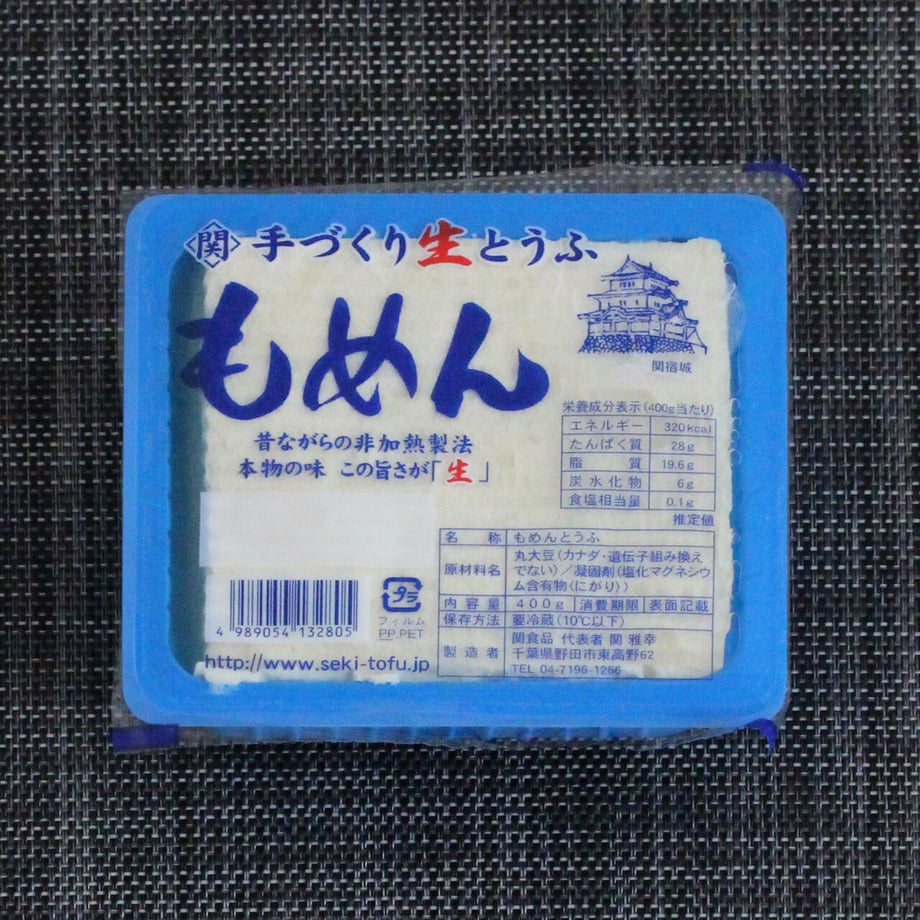 関 手づくり生とうふ
もめん
昔ながらの非加熱製法
本物の味 この旨さが「生」
関宿城
栄養成分表示(400g当たり)
エネルギー 320kcal
たんぱく質 28g
脂質 19.6g
炭水化物 6g
食塩相当量 0.1g
推定値
4 989054 132805
プラ
フィルム
PP.PET
http://www.seki-tofu.jp
名称 もめんとうふ
原材料名 丸大豆(カナダ・遺伝子組み換え
でない)/凝固剤(塩化マグネシウ
ム含有物〈にがり〉)
内容量 400g 消費期限 表面記載
保存方法 要冷蔵(10℃以下)
製造者 関食品 代表者 関 雅幸
千葉県野田市東高野62
TEL 04-7196-1266